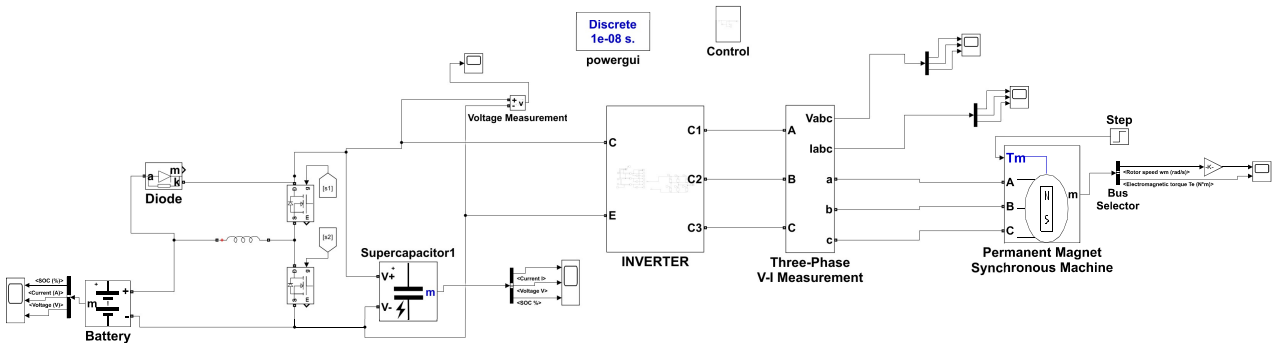 Discrete
1e-08 s.
powergui
Control
+
-
v
Voltage Measurement
a
m
k
Diode
[s1]
[s2]
E
E
C
E
C1
C2
C3
INVERTER
A
B
C
Vabc
Iabc
a
b
c
Three-Phase
V-I Measurement
Step
Tm
A
B
C
N
S
m
Permanent Magnet
Synchronous Machine
<Rotor speed wm (rad/s)>
<Electromagnetic torque Te (N*m)>
Bus
Selector
-K-
Supercapacitor1
V+
V-
+
m
<Current I>
<Voltage V>
<SOC %>
<SOC (%)>
<Current (A)>
<Voltage (V)>
m
+
+
-
Battery